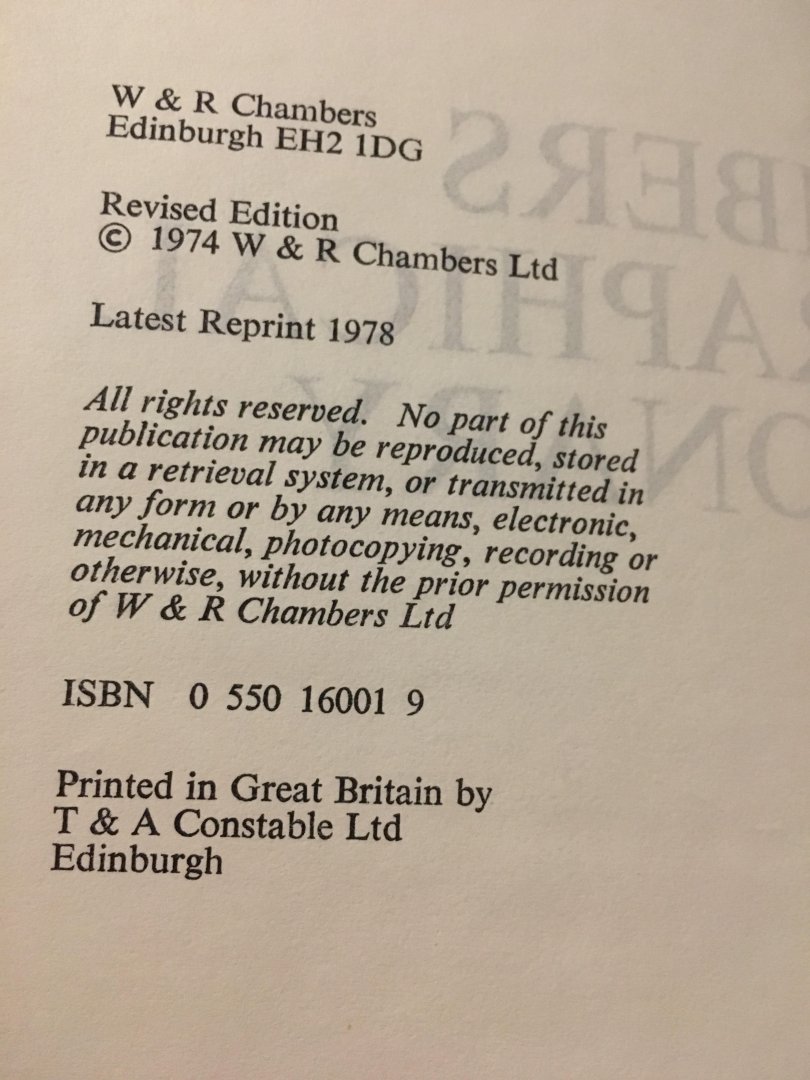 W & R Chambers
Edinburgh EH2 1DG
Revised Edition
© 1974 W & R Chambers Ltd
Latest Reprint 1978
All rights reserved. No part of this
publication may be reproduced, stored
in a retrieval system, or transmitted in
any form or by any means, electronic,
mechanical, photocopying, recording or
otherwise, without the prior permission
of W & R Chambers Ltd
ISBN 0 550 16001 9
Printed in Great Britain by
T & A Constable Ltd
Edinburgh